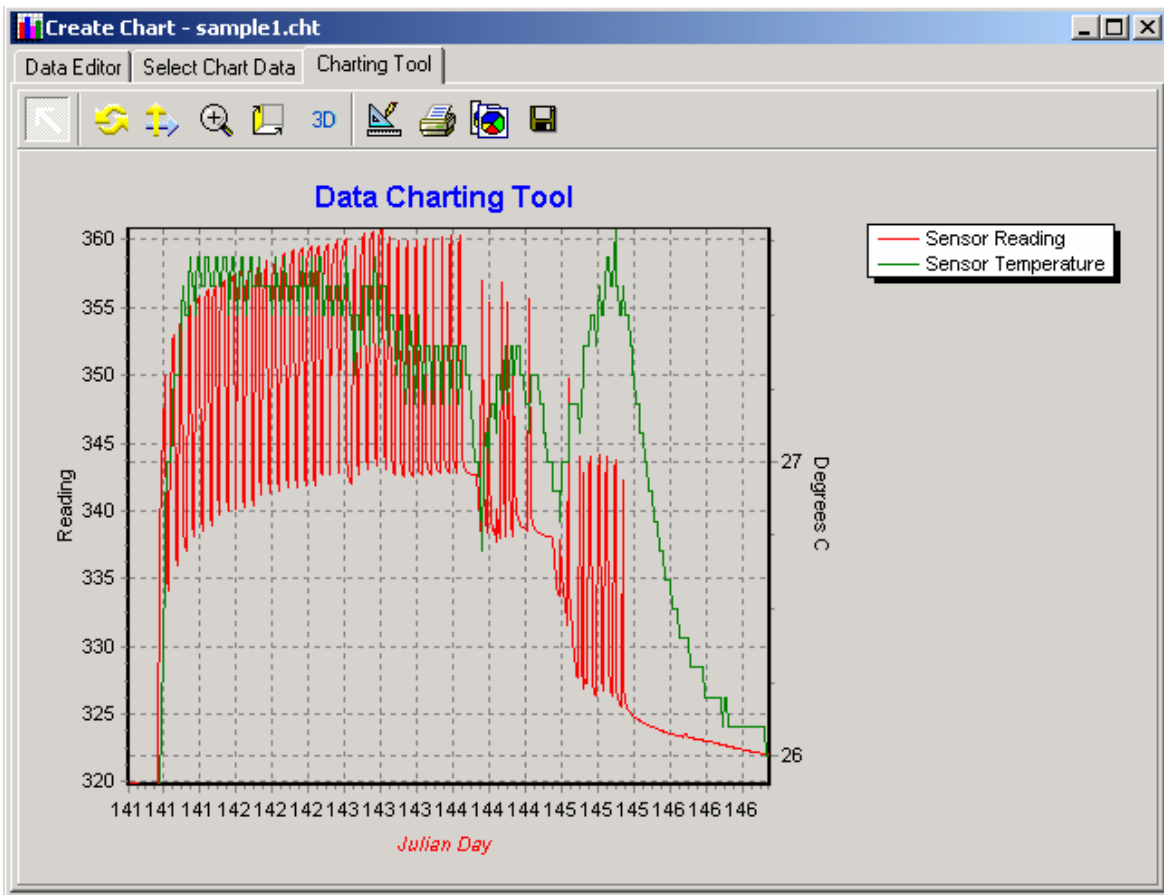 Create Chart - sample1.cht
Data Editor Select Chart Data Charting Tool
3D
Data Charting Tool
Sensor Reading
Sensor Temperature
360
355
350
345
340
335
330
325
320
Reading
27
26
Degrees C
141 141 141 142 142 142 143 143 143 144 144 144 145 145 145 146 146 146
Julian Day